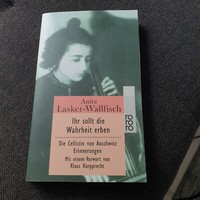 Anita
Lasker-Wallfisch
Ihr sollt die
Wahrheit erben
Die Cellistin von Auschwitz
Erinnerungen
Mit einem Vorwort von
Klaus Harpprecht
rororo